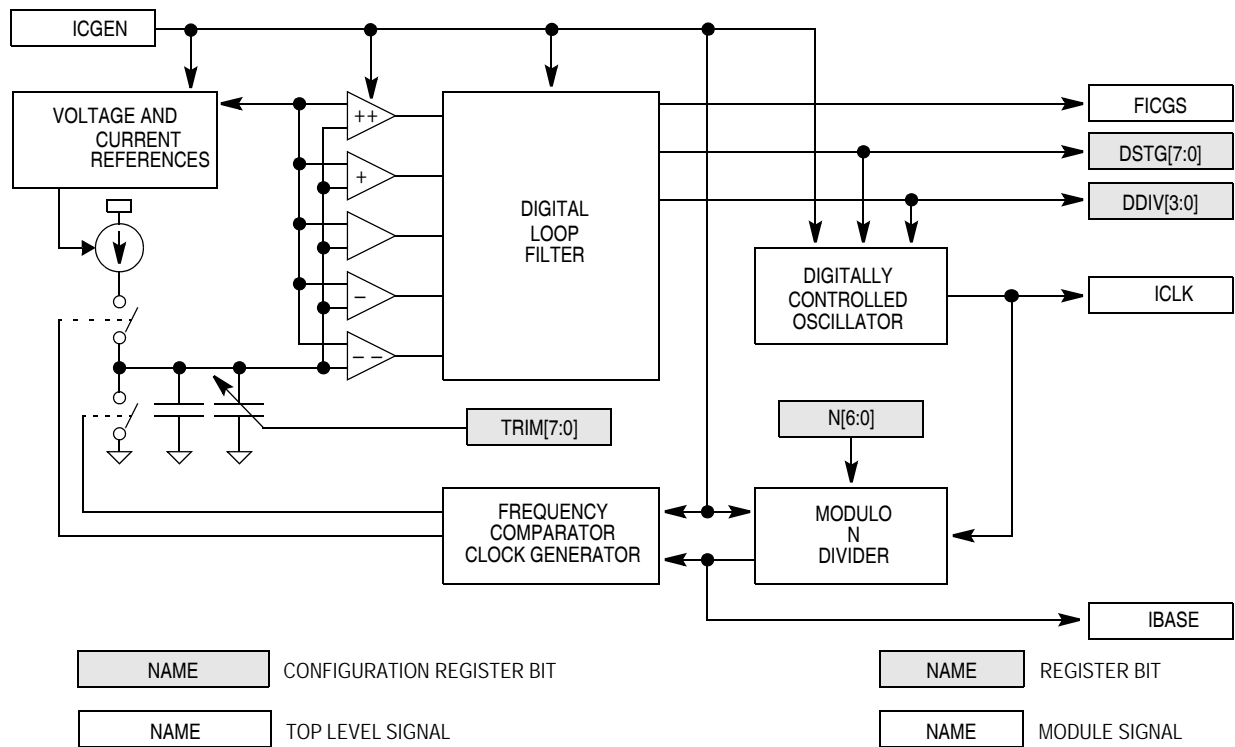 ICGEN
VOLTAGE AND
CURRENT
REFERENCES
++
+
−
− −
DIGITAL
LOOP
FILTER
FICGS
DSTG[7:0]
DDIV[3:0]
DIGITALLY
CONTROLLED
OSCILLATOR
ICLK
TRIM[7:0]
N[6:0]
FREQUENCY
COMPARATOR
CLOCK GENERATOR
MODULO
N
DIVIDER
IBASE
NAME CONFIGURATION REGISTER BIT
NAME REGISTER BIT
NAME TOP LEVEL SIGNAL
NAME MODULE SIGNAL